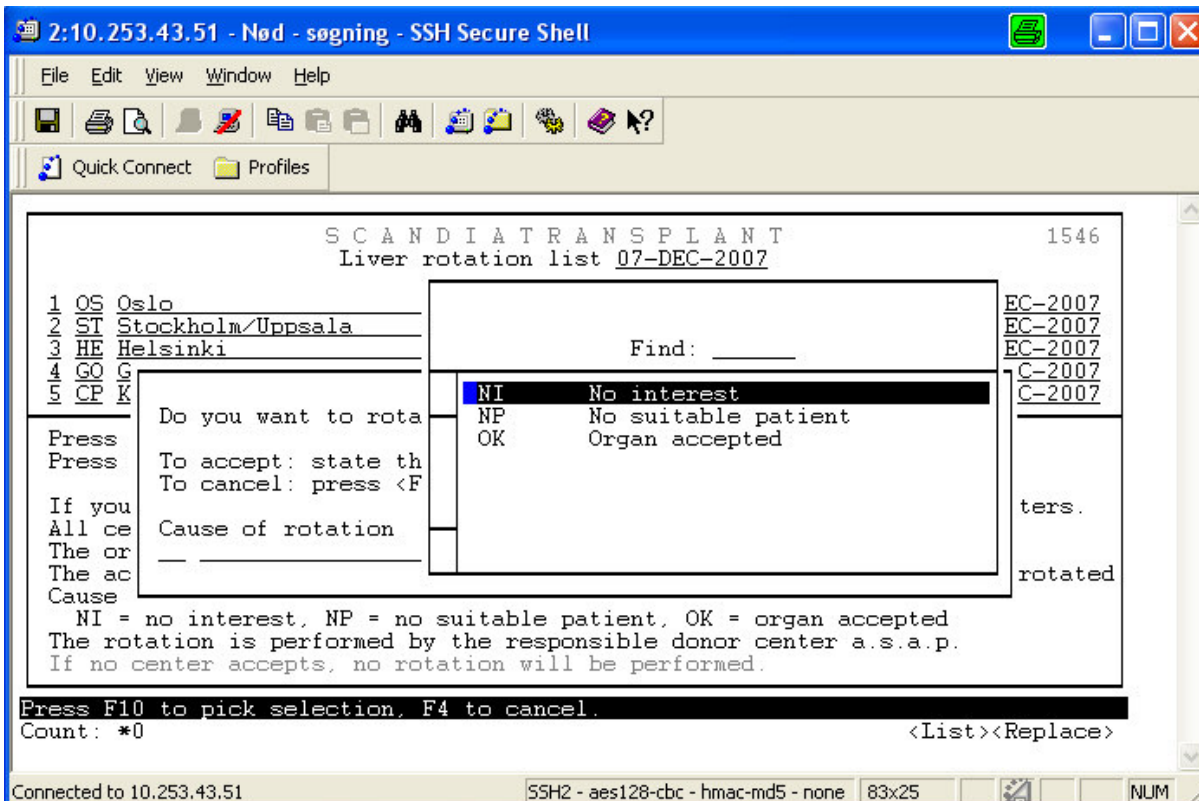 2:10.253.43.51 - Nød - søgning - SSH Secure Shell
File Edit View Window Help
Quick Connect Profiles
S C A N D I A T R A N S P L A N T 1546
Liver rotation list 07-DEC-2007
1 OS Oslo EC-2007
2 ST Stockholm/Uppsala EC-2007
3 HE Helsinki Find: EC-2007
4 GO G C-2007
5 CP K NI No interest C-2007
Do you want to rota NP No suitable patient
Press OK Organ accepted
Press To accept: state th
To cancel: press <F
If you ters.
All ce Cause of rotation
The or
The ac rotated
Cause
NI = no interest, NP = no suitable patient, OK = organ accepted
The rotation is performed by the responsible donor center a.s.a.p.
If no center accepts, no rotation will be performed.
Press F10 to pick selection, F4 to cancel.
Count: *0 <List><Replace>
Connected to 10.253.43.51 SSH2 - aes128-cbc - hmac-md5 - none 83x25 NUM